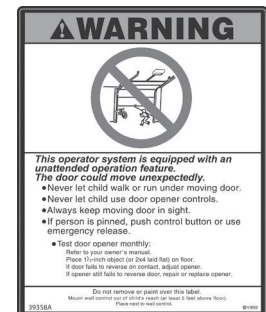 WARNING
This operator system is equipped with an
unattended operation feature.
The door could move unexpectedly.
•Never let child walk or run under moving door.
•Never let child use door opener controls.
•Always keep moving door in sight.
•If person is pinned, push control button or use
emergency release.
•Test door opener monthly:
Refer to your owner's manual.
Place 1½-inch object (or 2x4 laid flat) on floor.
If door fails to reverse on contact, adjust opener.
If opener still fails to reverse door, repair or replace opener.
Do not remove or paint over this label.
Mount wall control out of child's reach (at least 5 feet above floor).
Place next to wall control.
39358A ©1999